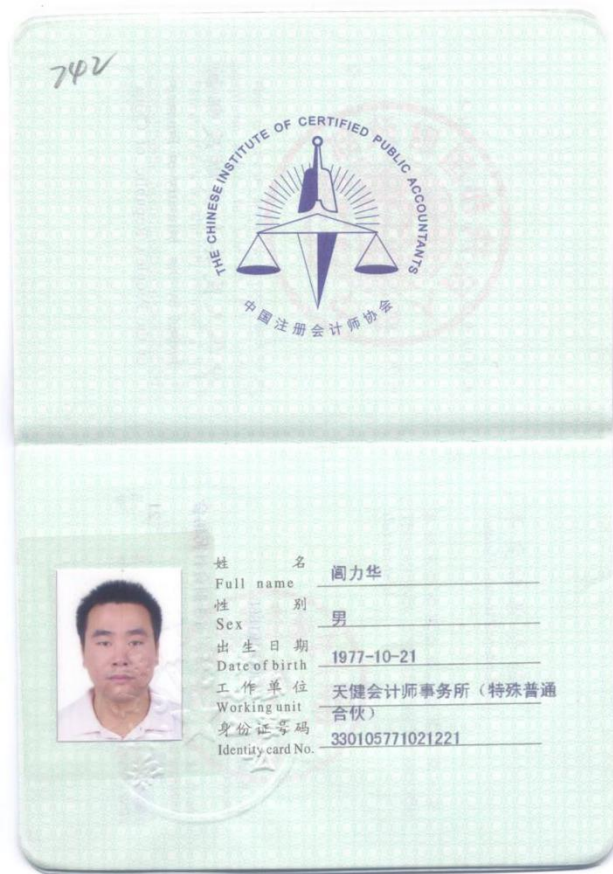 742
THE CHINESE INSTITUTE OF CERTIFIED PUBLIC ACCOUNTANTS
中国注册会计师协会
姓 名
Full name
阎力华
性 别
Sex
男
出生日期
Date of birth
1977-10-21
工作单位
Working unit
天健会计师事务所（特殊普通
合伙）
身份证号码
Identity card No.
330105771021221